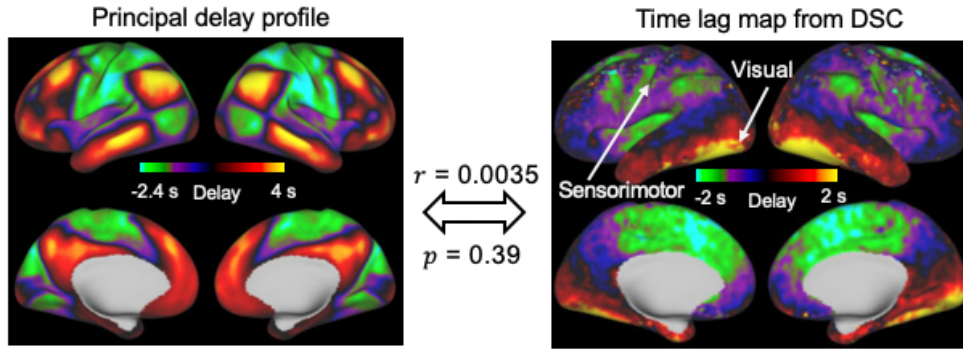 Principal delay profile
Time lag map from DSC
Visual
Sensorimotor
-2.4 s Delay 4 s
r = 0.0035
p = 0.39
-2 s Delay 2 s